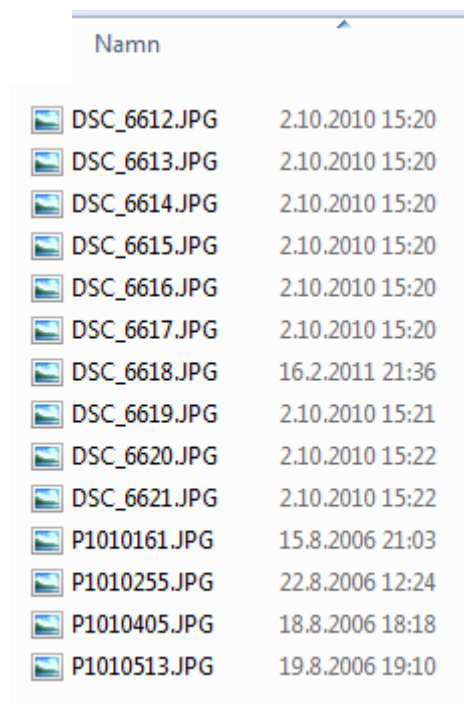 Namn
DSC_6612.JPG 2.10.2010 15:20
DSC_6613.JPG 2.10.2010 15:20
DSC_6614.JPG 2.10.2010 15:20
DSC_6615.JPG 2.10.2010 15:20
DSC_6616.JPG 2.10.2010 15:20
DSC_6617.JPG 2.10.2010 15:20
DSC_6618.JPG 16.2.2011 21:36
DSC_6619.JPG 2.10.2010 15:21
DSC_6620.JPG 2.10.2010 15:22
DSC_6621.JPG 2.10.2010 15:22
P1010161.JPG 15.8.2006 21:03
P1010255.JPG 22.8.2006 12:24
P1010405.JPG 18.8.2006 18:18
P1010513.JPG 19.8.2006 19:10